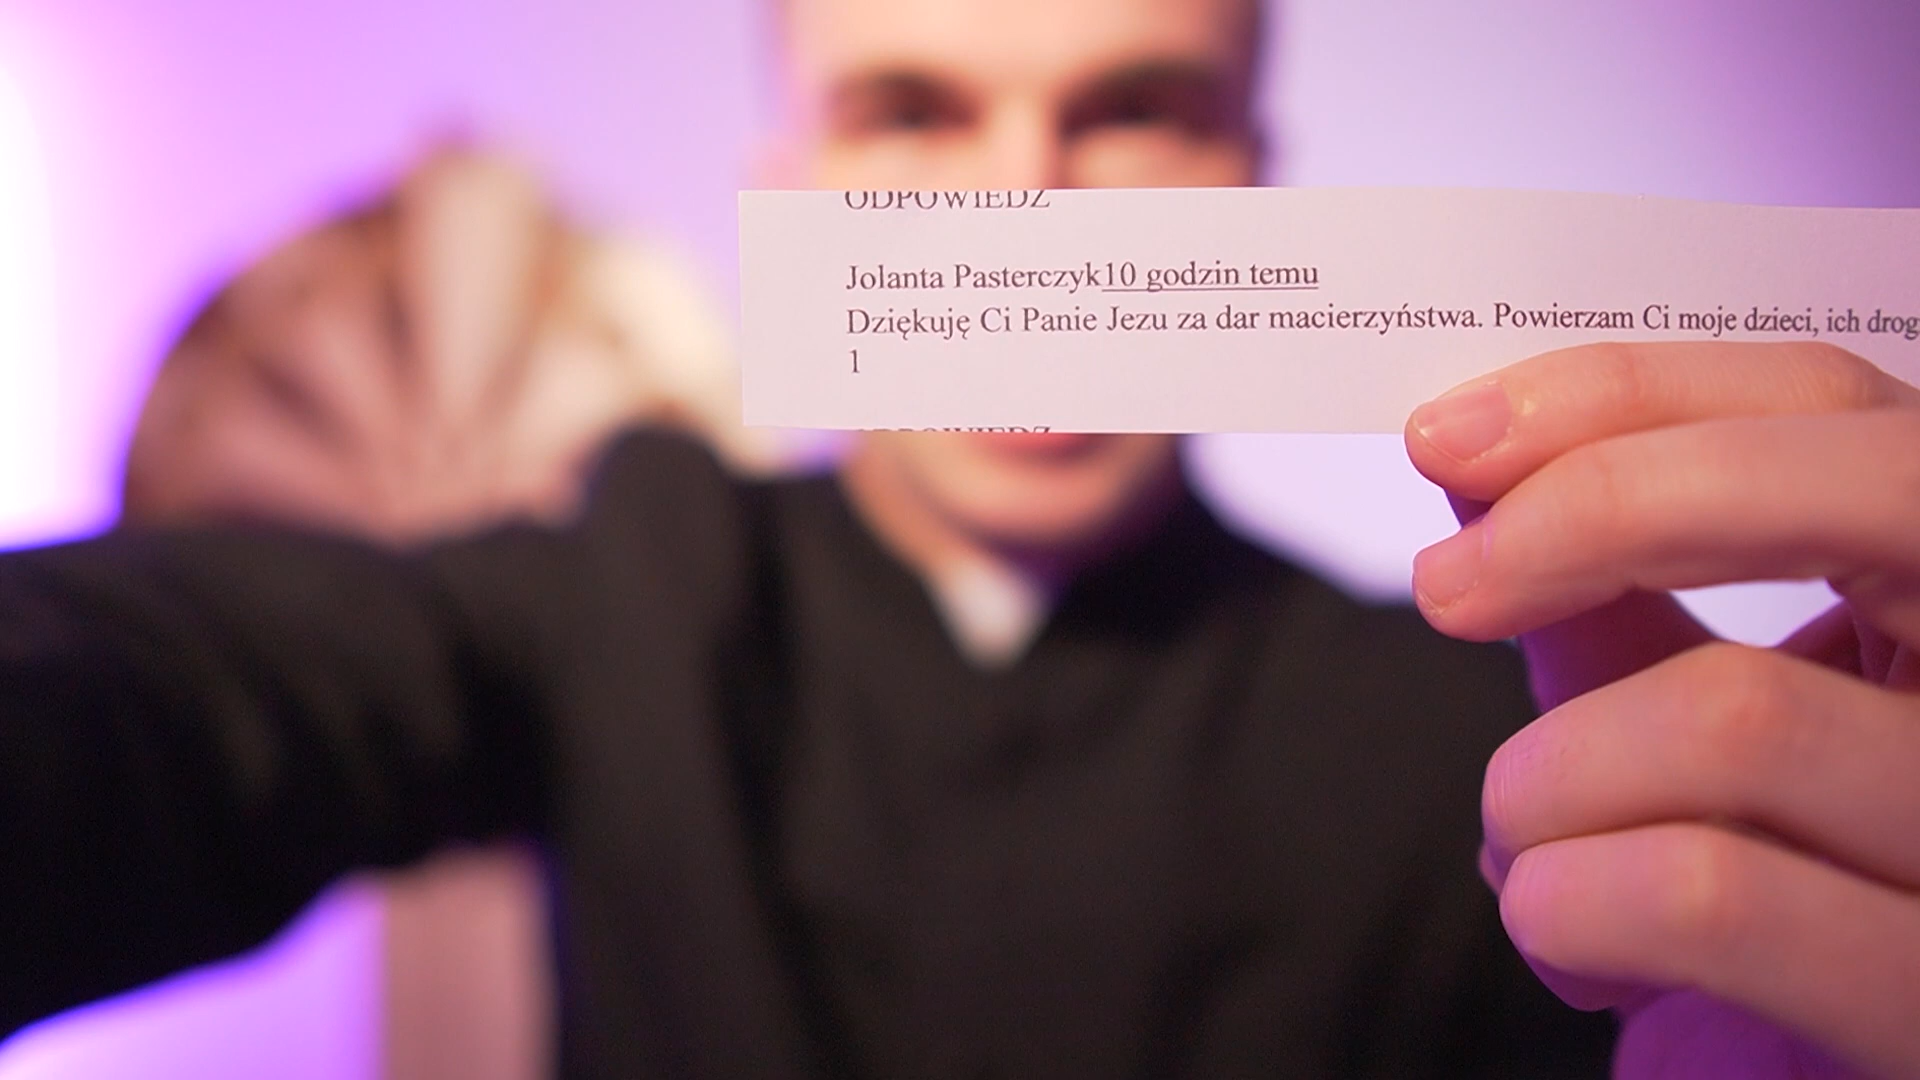 ODPOWIEDZ
Jolanta Pasterczyk10 godzin temu
Dziękuję Ci Panie Jezu za dar macierzyństwa. Powierzam Ci moje dzieci, ich drog
1
ODPOWIEDZ